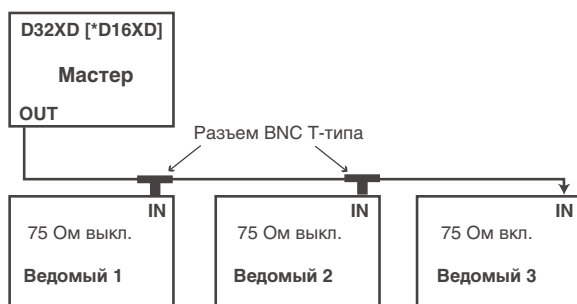 D32XD [*D16XD]
Мастер
OUT
Разъем BNC Т-типа
IN
IN
IN
75 Ом выкл.
75 Ом выкл.
75 Ом вкл.
Ведомый 1
Ведомый 2
Ведомый 3